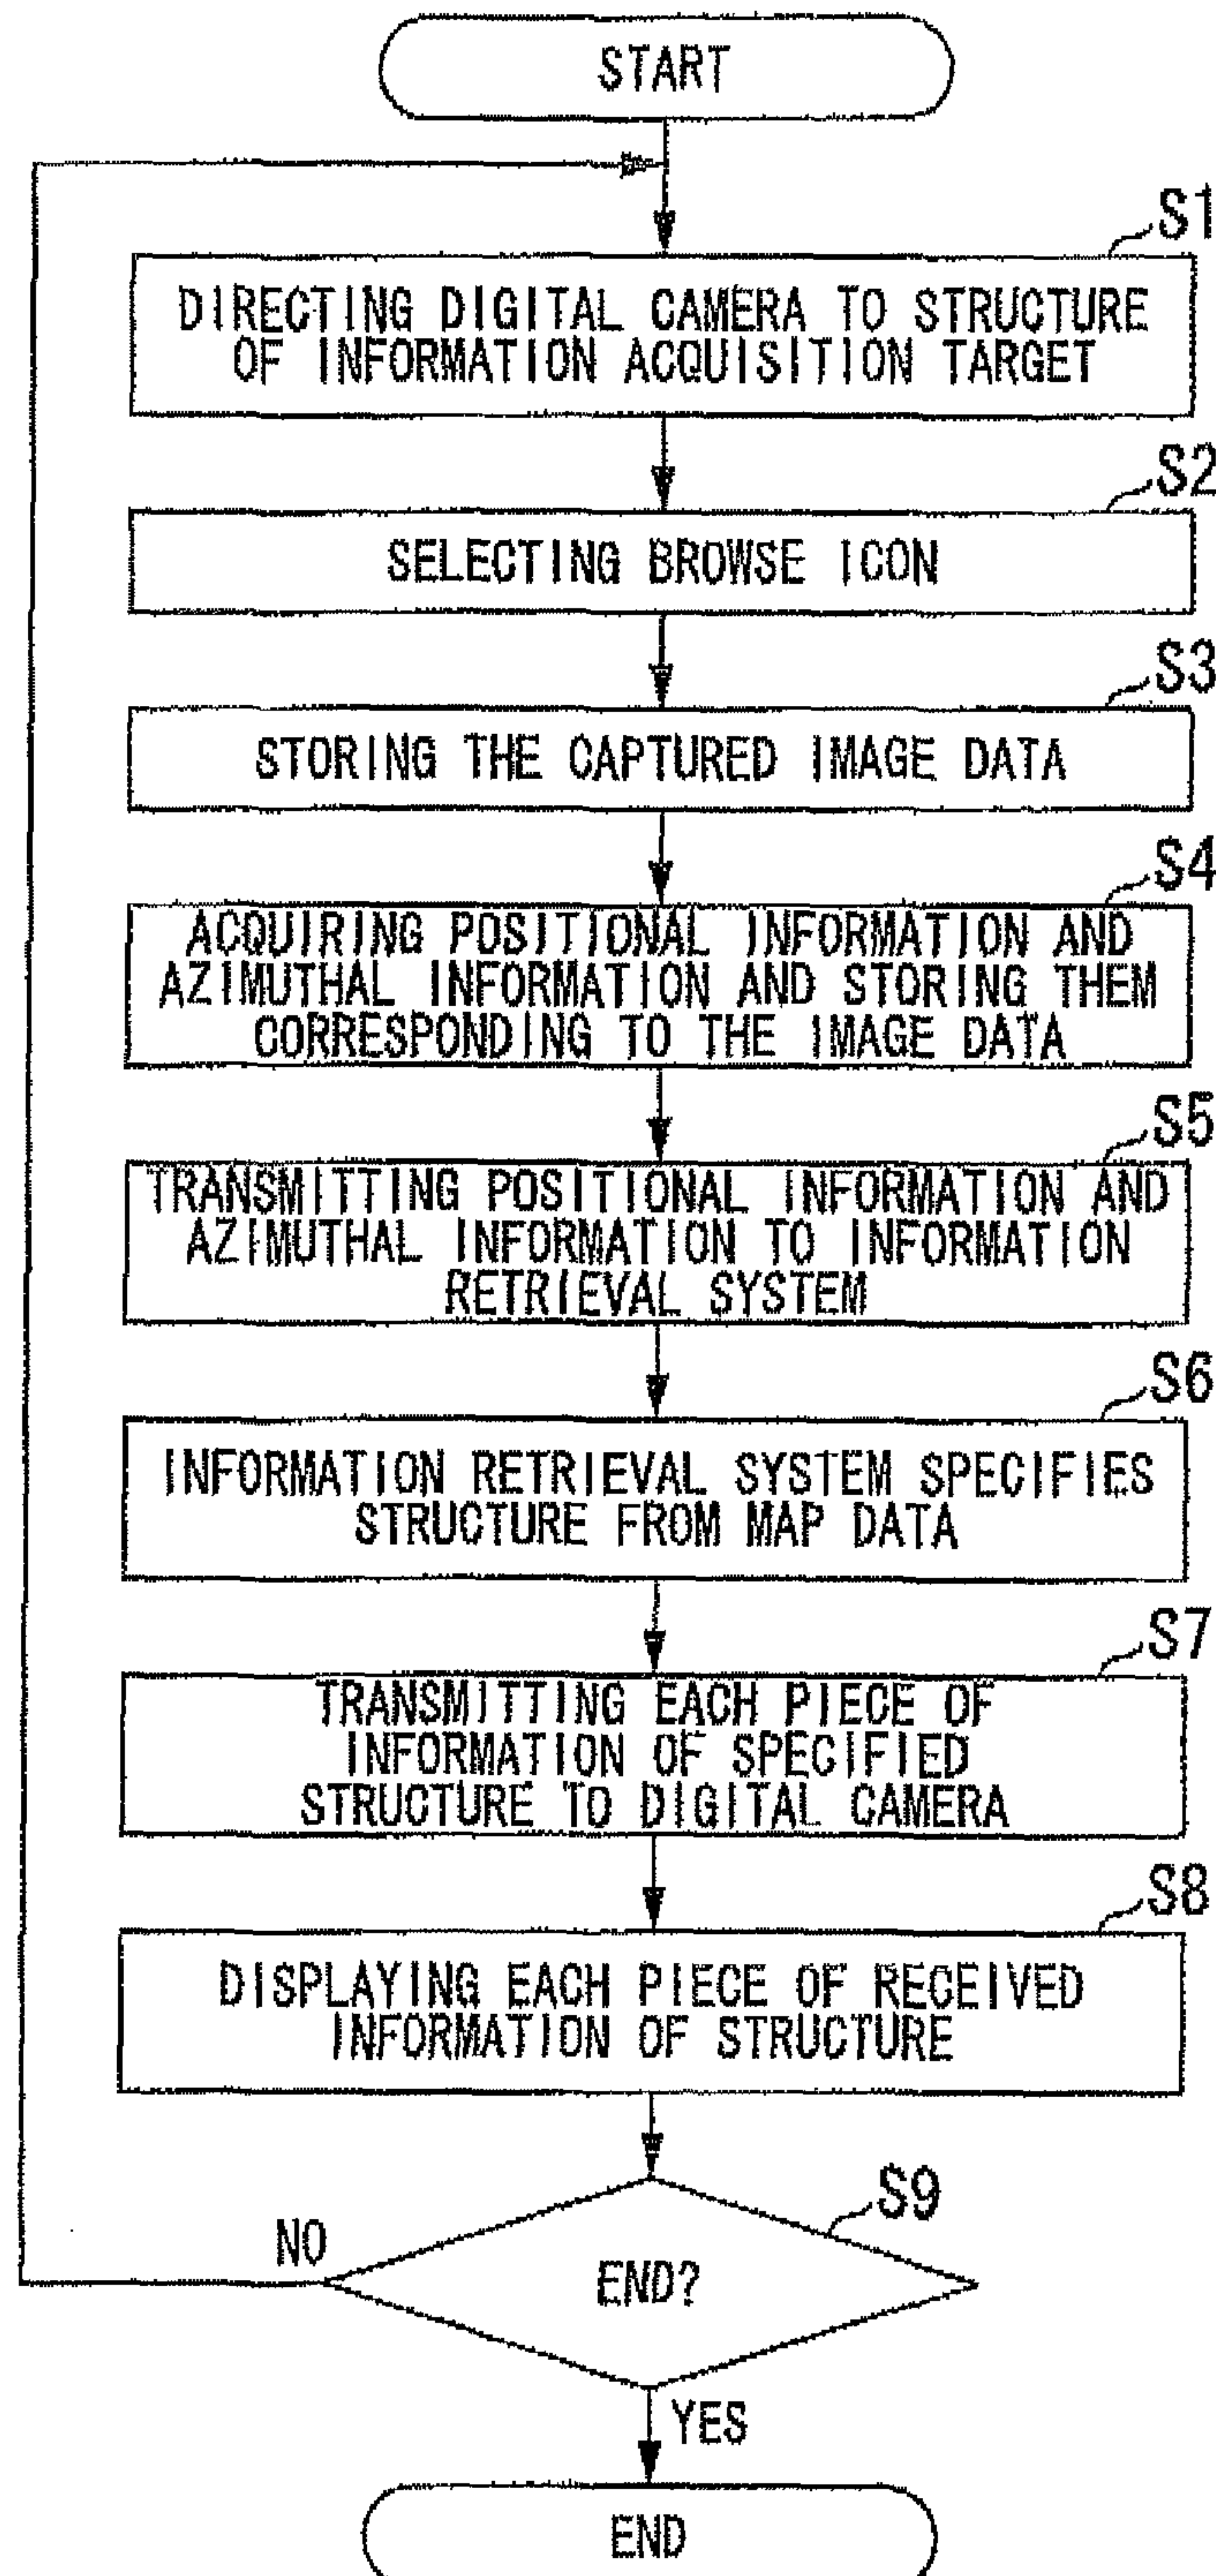 START
S1
DIRECTING DIGITAL CAMERA TO STRUCTURE
OF INFORMATION ACQUISITION TARGET
S2
SELECTING BROWSE ICON
S3
STORING THE CAPTURED IMAGE DATA
S4
ACQUIRING POSITIONAL INFORMATION AND
AZIMUTHAL INFORMATION AND STORING THEM
CORRESPONDING TO THE IMAGE DATA
S5
TRANSMITTING POSITIONAL INFORMATION AND
AZIMUTHAL INFORMATION TO INFORMATION
RETRIEVAL SYSTEM
S6
INFORMATION RETRIEVAL SYSTEM SPECIFIES
STRUCTURE FROM MAP DATA
S7
TRANSMITTING EACH PIECE OF
INFORMATION OF SPECIFIED
STRUCTURE TO DIGITAL CAMERA
S8
DISPLAYING EACH PIECE OF RECEIVED
INFORMATION OF STRUCTURE
S9
NO
END?
YES
END